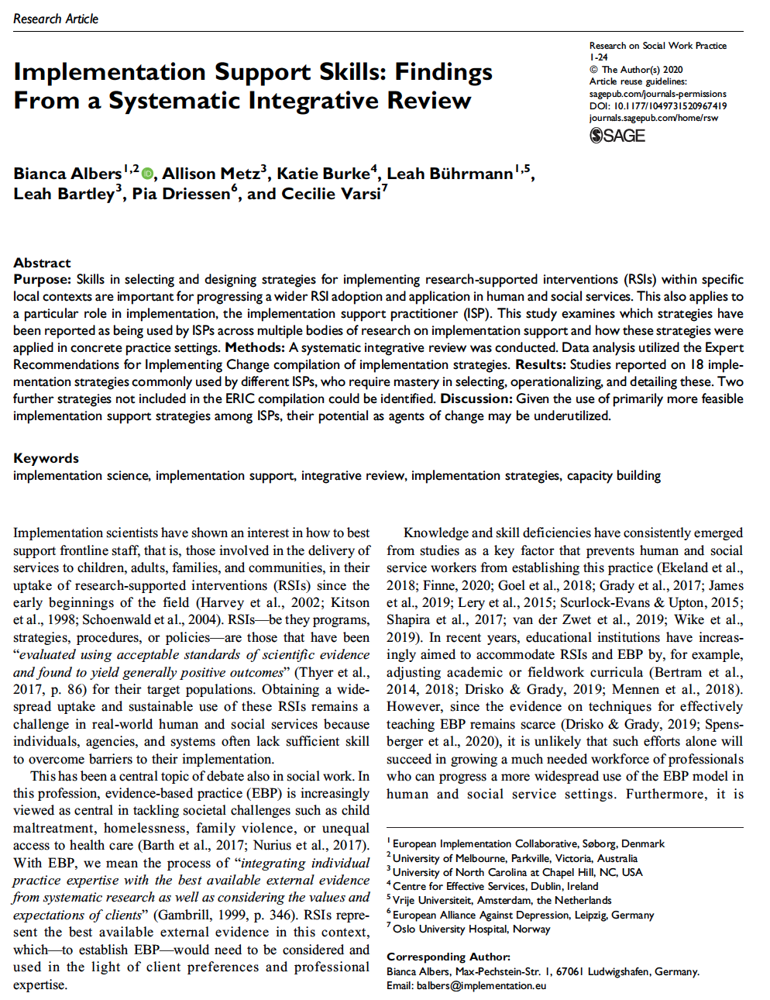 Research Article
Implementation Support Skills: Findings
From a Systematic Integrative Review
Research on Social Work Practice
1-24
© The Author(s) 2020
Article reuse guidelines:
sagepub.com/journals-permissions
DOI: 10.1177/1049731520967419
journals.sagepub.com/home/rsw
SAGE
Bianca Albers1,2 iD, Allison Metz3, Katie Burke4, Leah Bührmann1,5,
Leah Bartley3, Pia Driessen6, and Cecilie Varsi7
Abstract
Purpose: Skills in selecting and designing strategies for implementing research-supported interventions (RSIs) within specific
local contexts are important for progressing a wider RSI adoption and application in human and social services. This also applies to
a particular role in implementation, the implementation support practitioner (ISP). This study examines which strategies have
been reported as being used by ISPs across multiple bodies of research on implementation support and how these strategies were
applied in concrete practice settings. Methods: A systematic integrative review was conducted. Data analysis utilized the Expert
Recommendations for Implementing Change compilation of implementation strategies. Results: Studies reported on 18 imple-
mentation strategies commonly used by different ISPs, who require mastery in selecting, operationalizing, and detailing these. Two
further strategies not included in the ERIC compilation could be identified. Discussion: Given the use of primarily more feasible
implementation support strategies among ISPs, their potential as agents of change may be underutilized.
Keywords
implementation science, implementation support, integrative review, implementation strategies, capacity building
Implementation scientists have shown an interest in how to best
support frontline staff, that is, those involved in the delivery of
services to children, adults, families, and communities, in their
uptake of research-supported interventions (RSIs) since the
early beginnings of the field (Harvey et al., 2002; Kitson
et al., 1998; Schoenwald et al., 2004). RSIs—be they programs,
strategies, procedures, or policies—are those that have been
“evaluated using acceptable standards of scientific evidence
and found to yield generally positive outcomes” (Thyer et al.,
2017, p. 86) for their target populations. Obtaining a wide-
spread uptake and sustainable use of these RSIs remains a
challenge in real-world human and social services because
individuals, agencies, and systems often lack sufficient skill
to overcome barriers to their implementation.
This has been a central topic of debate also in social work. In
this profession, evidence-based practice (EBP) is increasingly
viewed as central in tackling societal challenges such as child
maltreatment, homelessness, family violence, or unequal
access to health care (Barth et al., 2017; Nurius et al., 2017).
With EBP, we mean the process of “integrating individual
practice expertise with the best available external evidence
from systematic research as well as considering the values and
expectations of clients” (Gambrill, 1999, p. 346). RSIs repre-
sent the best available external evidence in this context,
which—to establish EBP—would need to be considered and
used in the light of client preferences and professional
expertise.
Knowledge and skill deficiencies have consistently emerged
from studies as a key factor that prevents human and social
service workers from establishing this practice (Ekeland et al.,
2018; Finne, 2020; Goel et al., 2018; Grady et al., 2017; James
et al., 2019; Lery et al., 2015; Scurlock-Evans & Upton, 2015;
Shapira et al., 2017; van der Zwet et al., 2019; Wike et al.,
2019). In recent years, educational institutions have increas-
ingly aimed to accommodate RSIs and EBP by, for example,
adjusting academic or fieldwork curricula (Bertram et al.,
2014, 2018; Drisko & Grady, 2019; Mennen et al., 2018).
However, since the evidence on techniques for effectively
teaching EBP remains scarce (Drisko & Grady, 2019; Spens-
berger et al., 2020), it is unlikely that such efforts alone will
succeed in growing a much needed workforce of professionals
who can progress a more widespread use of the EBP model in
human and social service settings. Furthermore, it is
1 European Implementation Collaborative, Søborg, Denmark
2 University of Melbourne, Parkville, Victoria, Australia
3 University of North Carolina at Chapel Hill, NC, USA
4 Centre for Effective Services, Dublin, Ireland
5 Vrije Universiteit, Amsterdam, the Netherlands
6 European Alliance Against Depression, Leipzig, Germany
7 Oslo University Hospital, Norway
Corresponding Author:
Bianca Albers, Max-Pechstein-Str. 1, 67061 Ludwigshafen, Germany.
Email: balbers@implementation.eu